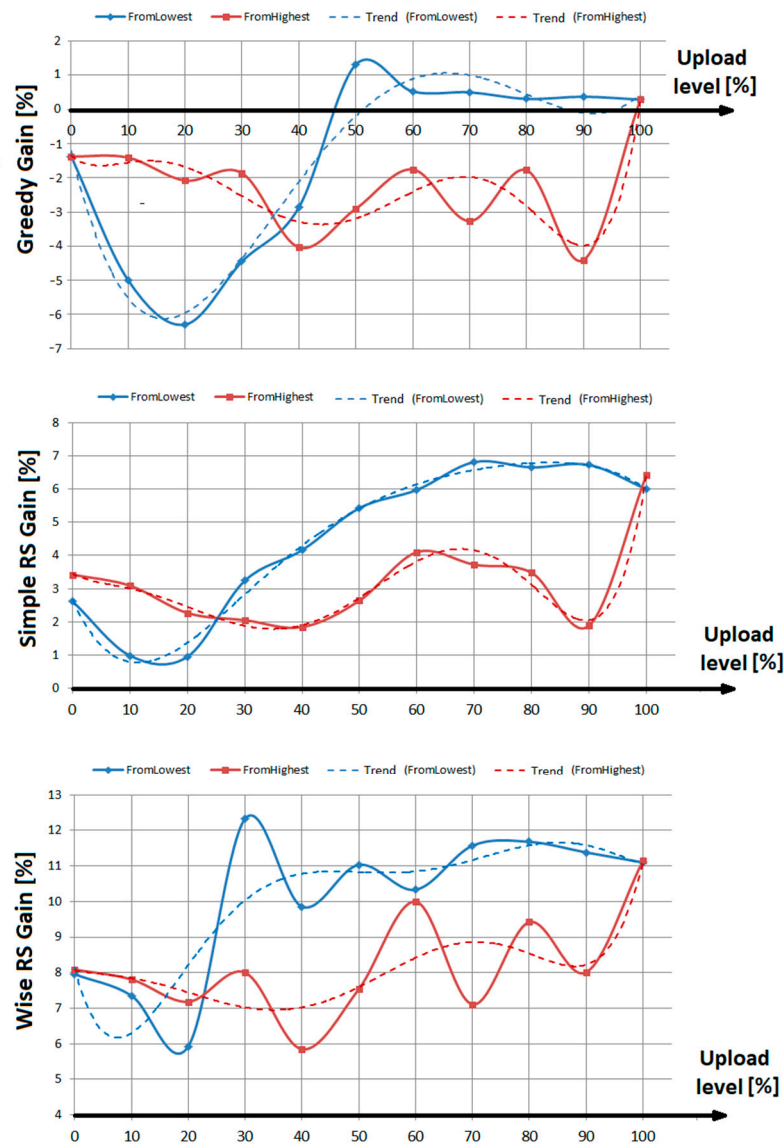 FromLowest FromHighest Trend (FromLowest) Trend (FromHighest)
Greedy Gain [%]
2
1
0
-1
-2
-3
-4
-5
-6
-7
0 10 20 30 40 50 60 70 80 90 100
Upload
level [%]
FromLowest FromHighest Trend (FromLowest) Trend (FromHighest)
Simple RS Gain [%]
8
7
6
5
4
3
2
1
0
0 10 20 30 40 50 60 70 80 90 100
Upload
level [%]
FromLowest FromHighest Trend (FromLowest) Trend (FromHighest)
Wise RS Gain [%]
13
12
11
10
9
8
7
6
5
4
0 10 20 30 40 50 60 70 80 90 100
Upload
level [%]